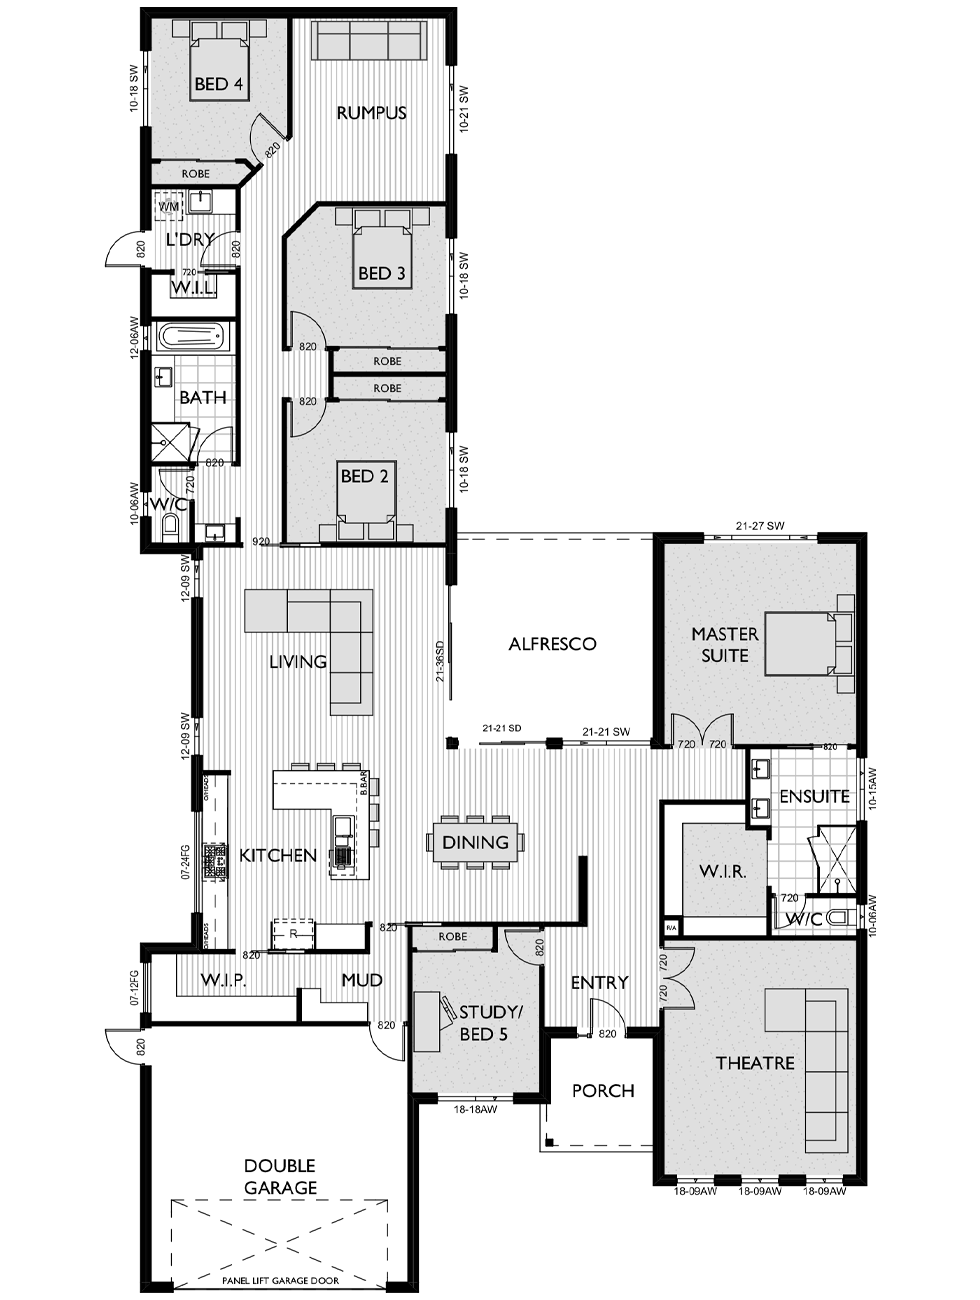 BED 4
10-18 SW
RUMPUS
10-21 SW
820
ROBE
WM
L'DRY
820
820
720
W.I.L.
BED 3
10-18 SW
12-06AW
820
ROBE
ROBE
820
BATH
820
BED 2
10-18 SW
720
W/C
10-06AW
920
21-27 SW
12-09 SW
LIVING
21-36SD
ALFRESCO
MASTER
SUITE
12-09 SW
21-21 SD
21-21 SW
720
720
820
O/HEADS
B.BAR
ENSUITE
10-15AW
KITCHEN
07-24FG
DINING
W.I.R.
720
W/C
10-06AW
R/A
O/HEADS
R
820
820
ROBE
820
720
720
07-12FG
W.I.P.
MUD
ENTRY
STUDY/
BED 5
820
820
820
THEATRE
PORCH
18-18AW
DOUBLE
GARAGE
18-09AW
18-09AW
18-09AW
PANEL LIFT GARAGE DOOR